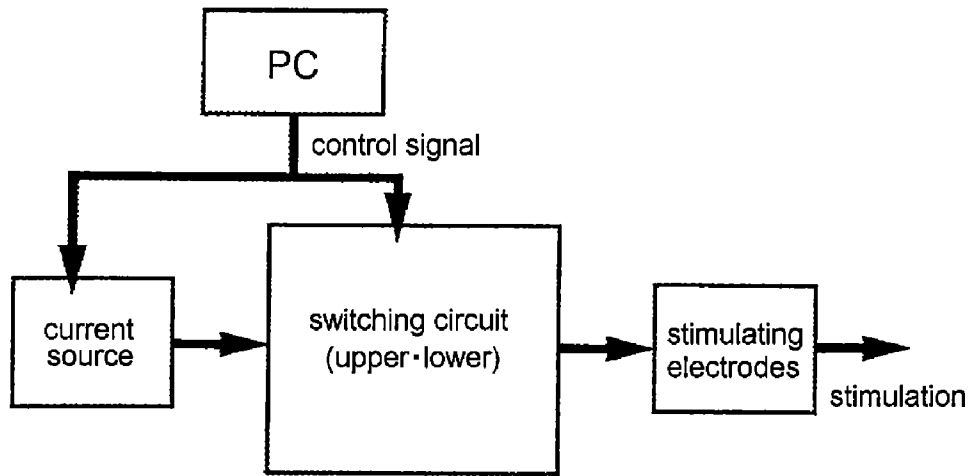 PC
control signal
current
source
switching circuit
(upper・lower)
stimulating
electrodes
stimulation